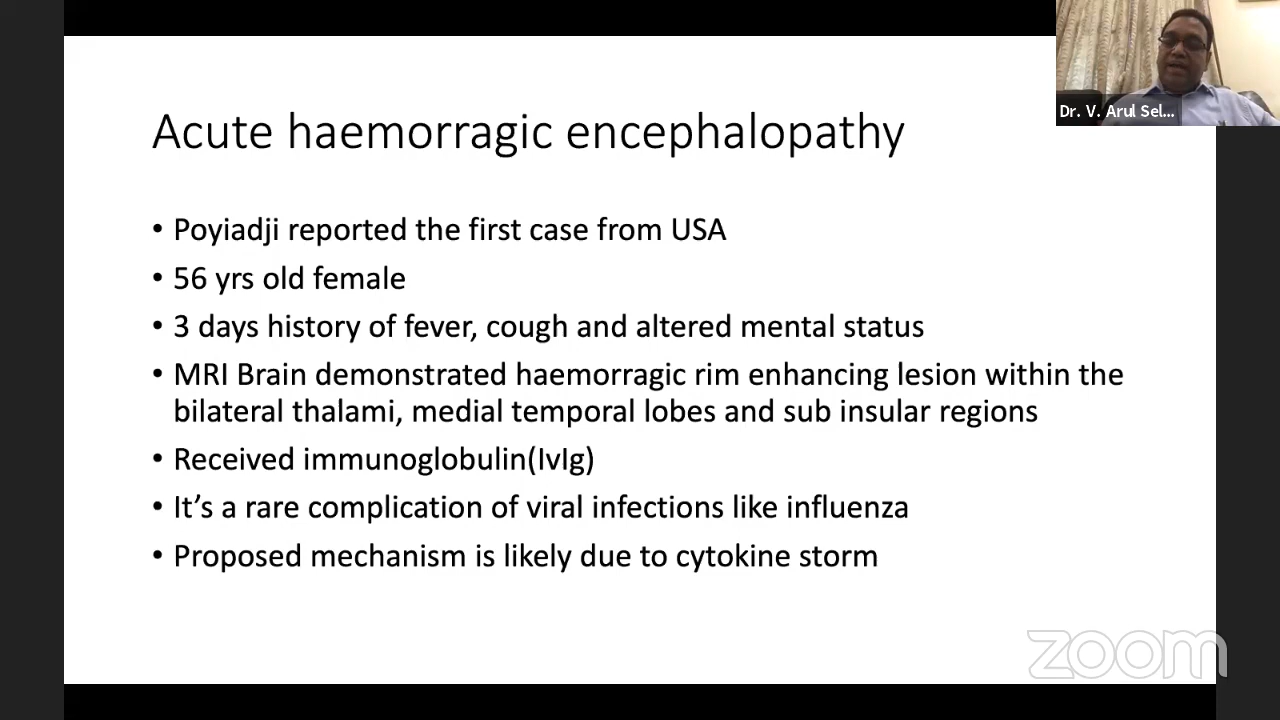 Acute haemorragic encephalopathy
• Poyiadji reported the first case from USA
• 56 yrs old female
• 3 days history of fever, cough and altered mental status
• MRI Brain demonstrated haemorragic rim enhancing lesion within the
bilateral thalami, medial temporal lobes and sub insular regions
• Received immunoglobulin(IvIg)
• It’s a rare complication of viral infections like influenza
• Proposed mechanism is likely due to cytokine storm
Dr. V. Arul Sel...
zoom